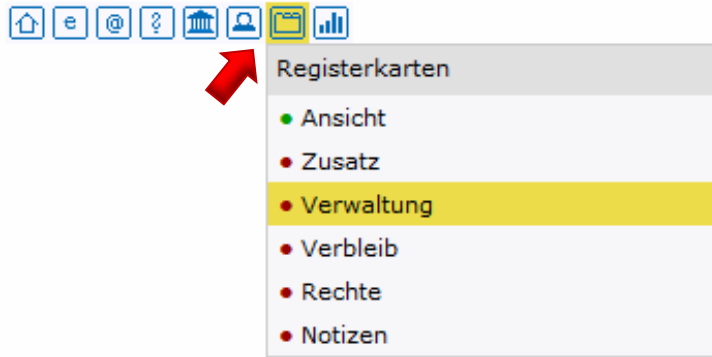 e @ ?
Registerkarten
Ansicht
Zusatz
Verwaltung
Verbleib
Rechte
Notizen